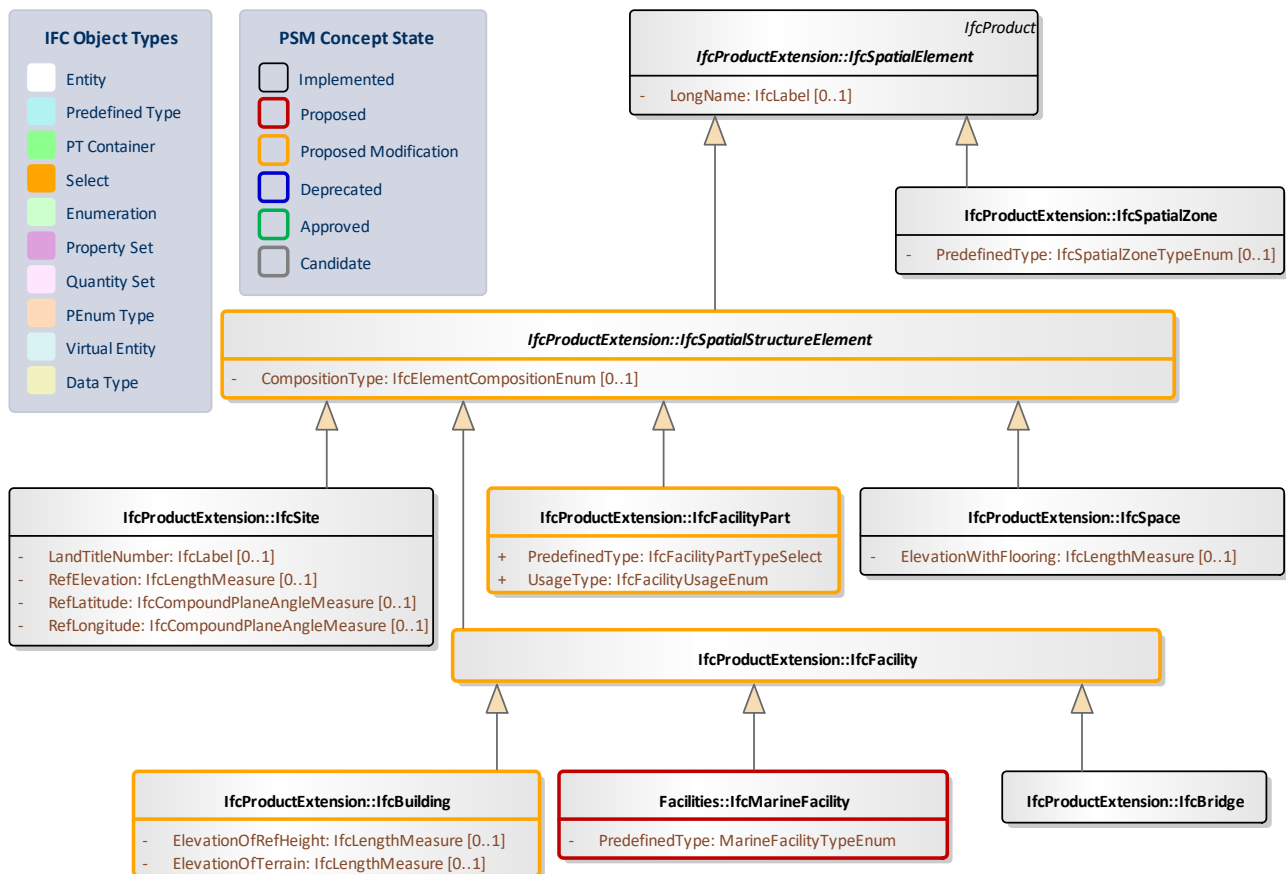 IFC Object Types
Entity
Predefined Type
PT Container
Select
Enumeration
Property Set
Quantity Set
PEnum Type
Virtual Entity
Data Type
PSM Concept State
Implemented
Proposed
Proposed Modification
Deprecated
Approved
Candidate
IfcProduct
IfcProductExtension::IfcSpatialElement
- LongName: IfcLabel [0..1]
IfcProductExtension::IfcSpatialZone
- PredefinedType: IfcSpatialZoneTypeEnum [0..1]
IfcProductExtension::IfcSpatialStructureElement
- CompositionType: IfcElementCompositionEnum [0..1]
IfcProductExtension::IfcSite
- LandTitleNumber: IfcLabel [0..1]
- RefElevation: IfcLengthMeasure [0..1]
- RefLatitude: IfcCompoundPlaneAngleMeasure [0..1]
- RefLongitude: IfcCompoundPlaneAngleMeasure [0..1]
IfcProductExtension::IfcFacilityPart
+ PredefinedType: IfcFacilityPartTypeSelect
+ UsageType: IfcFacilityUsageEnum
IfcProductExtension::IfcSpace
- ElevationWithFlooring: IfcLengthMeasure [0..1]
IfcProductExtension::IfcFacility
IfcProductExtension::IfcBuilding
- ElevationOfRefHeight: IfcLengthMeasure [0..1]
- ElevationOfTerrain: IfcLengthMeasure [0..1]
Facilities::IfcMarineFacility
- PredefinedType: MarineFacilityTypeEnum
IfcProductExtension::IfcBridge